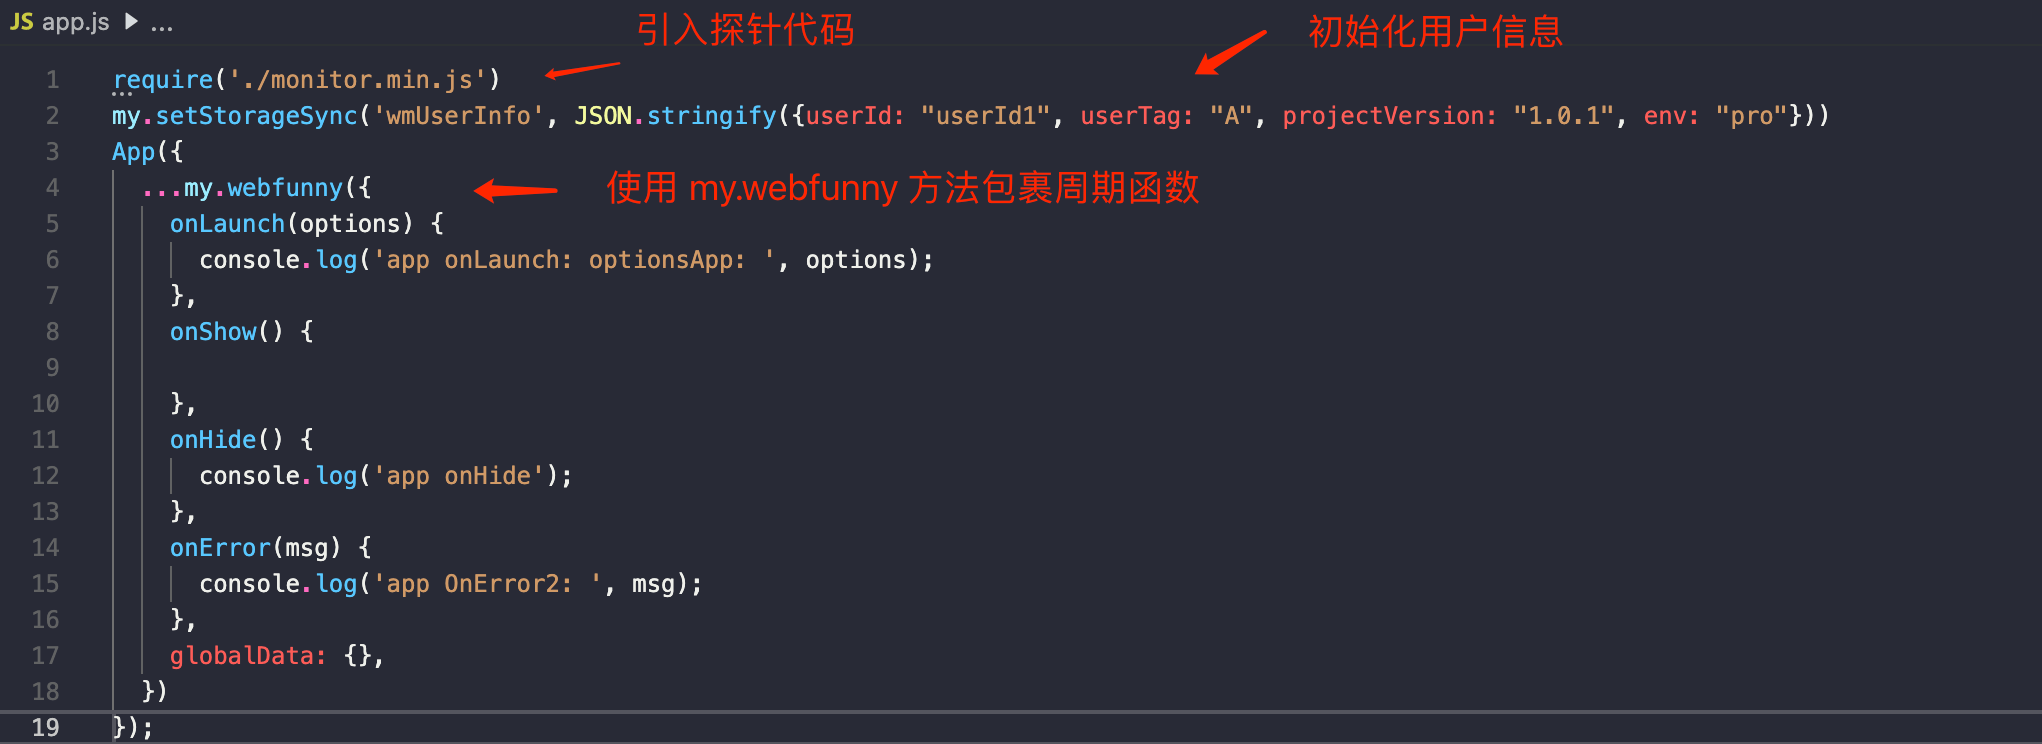 JS app.js ▶ ...
引入探针代码
初始化用户信息
1 require('./monitor.min.js')
2 my.setStorageSync('wmUserInfo', JSON.stringify({userId: "userId1", userTag: "A", projectVersion: "1.0.1", env: "pro"}))
3 App({
4 ...my.webfunny({
使用 my.webfunny 方法包裹周期函数
5 onLaunch(options) {
6 console.log('app onLaunch: optionsApp: ', options);
7 },
8 onShow() {
9
10 },
11 onHide() {
12 console.log('app onHide');
13 },
14 onError(msg) {
15 console.log('app OnError2: ', msg);
16 },
17 globalData: {},
18 })
19 });